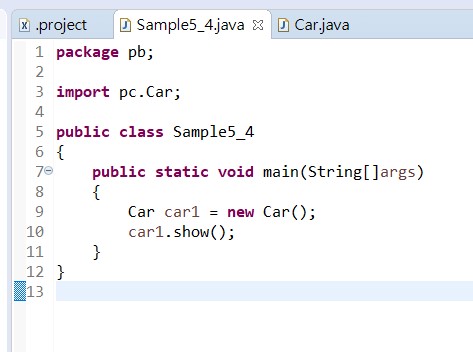 .project Sample5_4.java Car.java
1 package pb;
2
3 import pc.Car;
4
5 public class Sample5_4
6 {
7 public static void main(String[]args)
8 {
9 Car car1 = new Car();
10 car1.show();
11 }
12 }
13